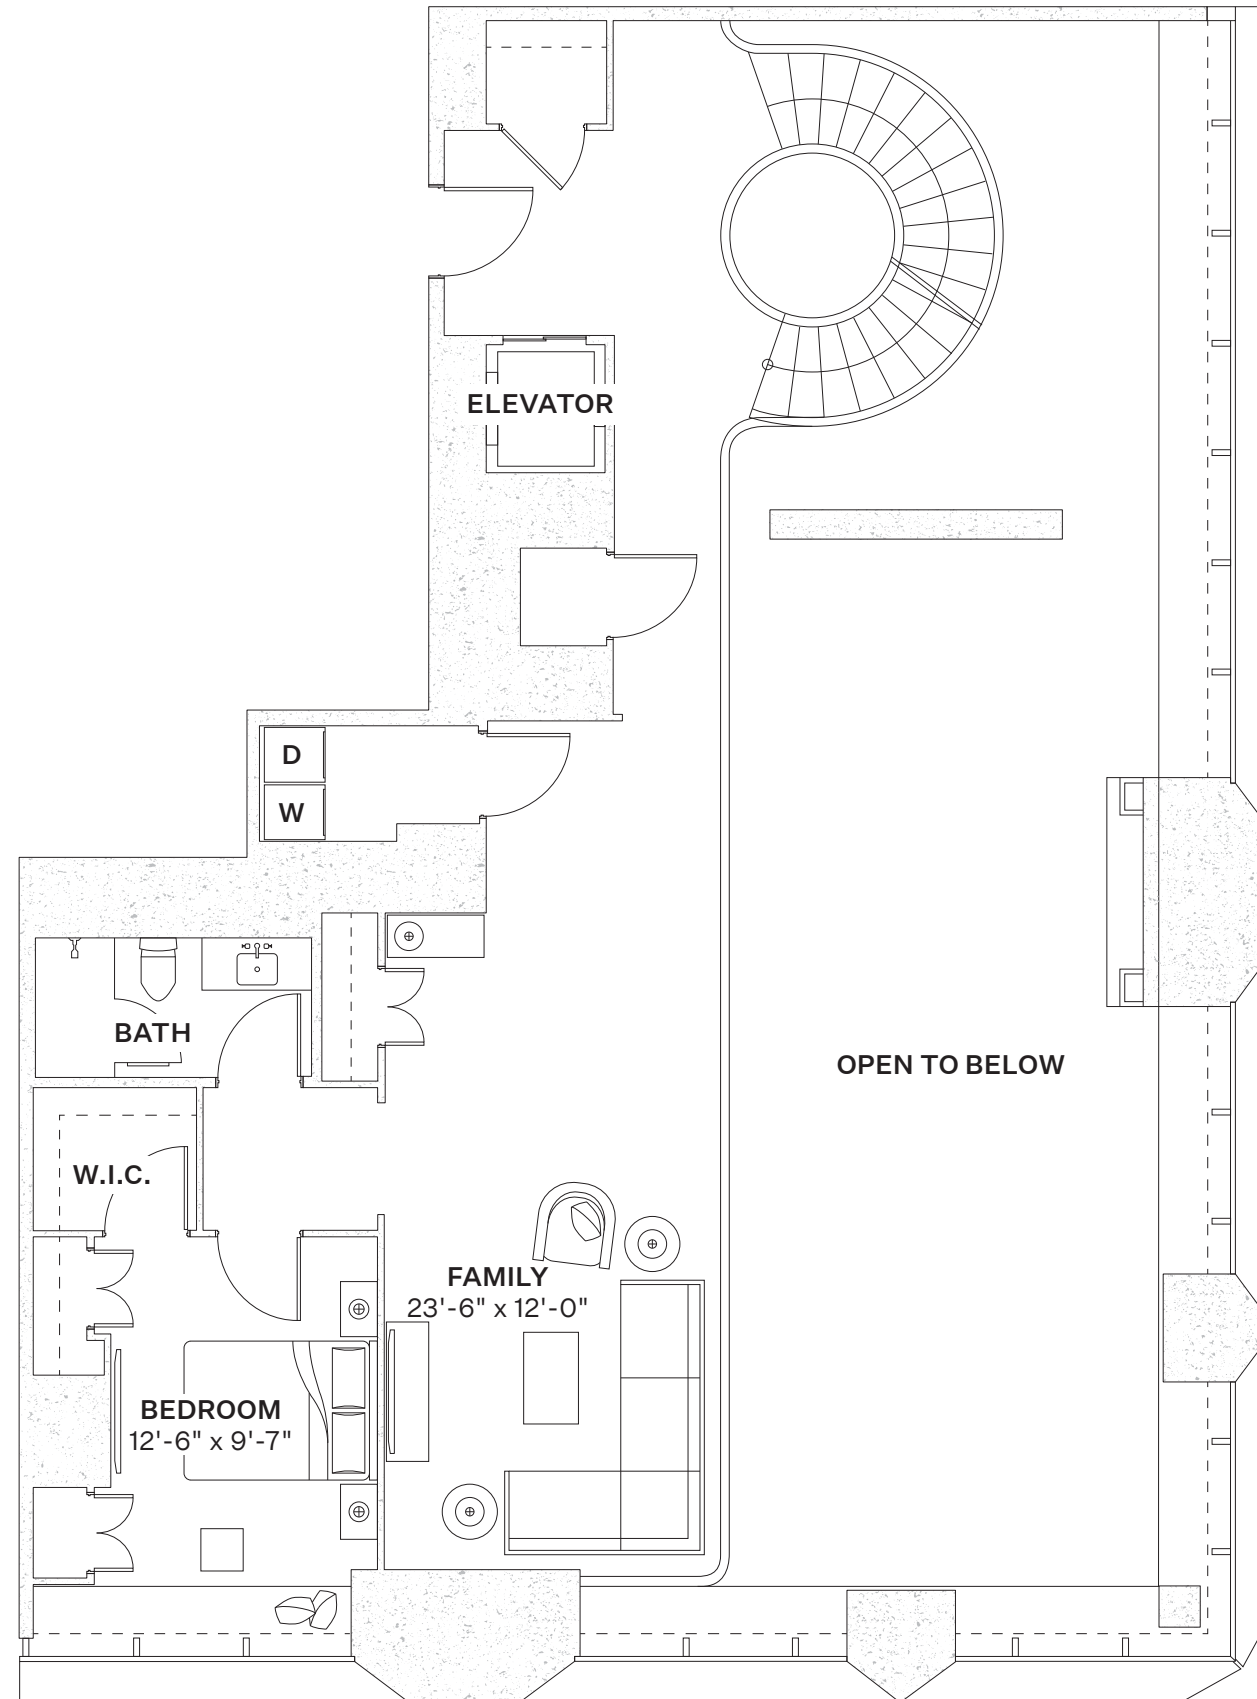 ELEVATOR
D
W
BATH
OPEN TO BELOW
W.I.C.
FAMILY
23'-6" x 12'-0"
BEDROOM
12'-6" x 9'-7"